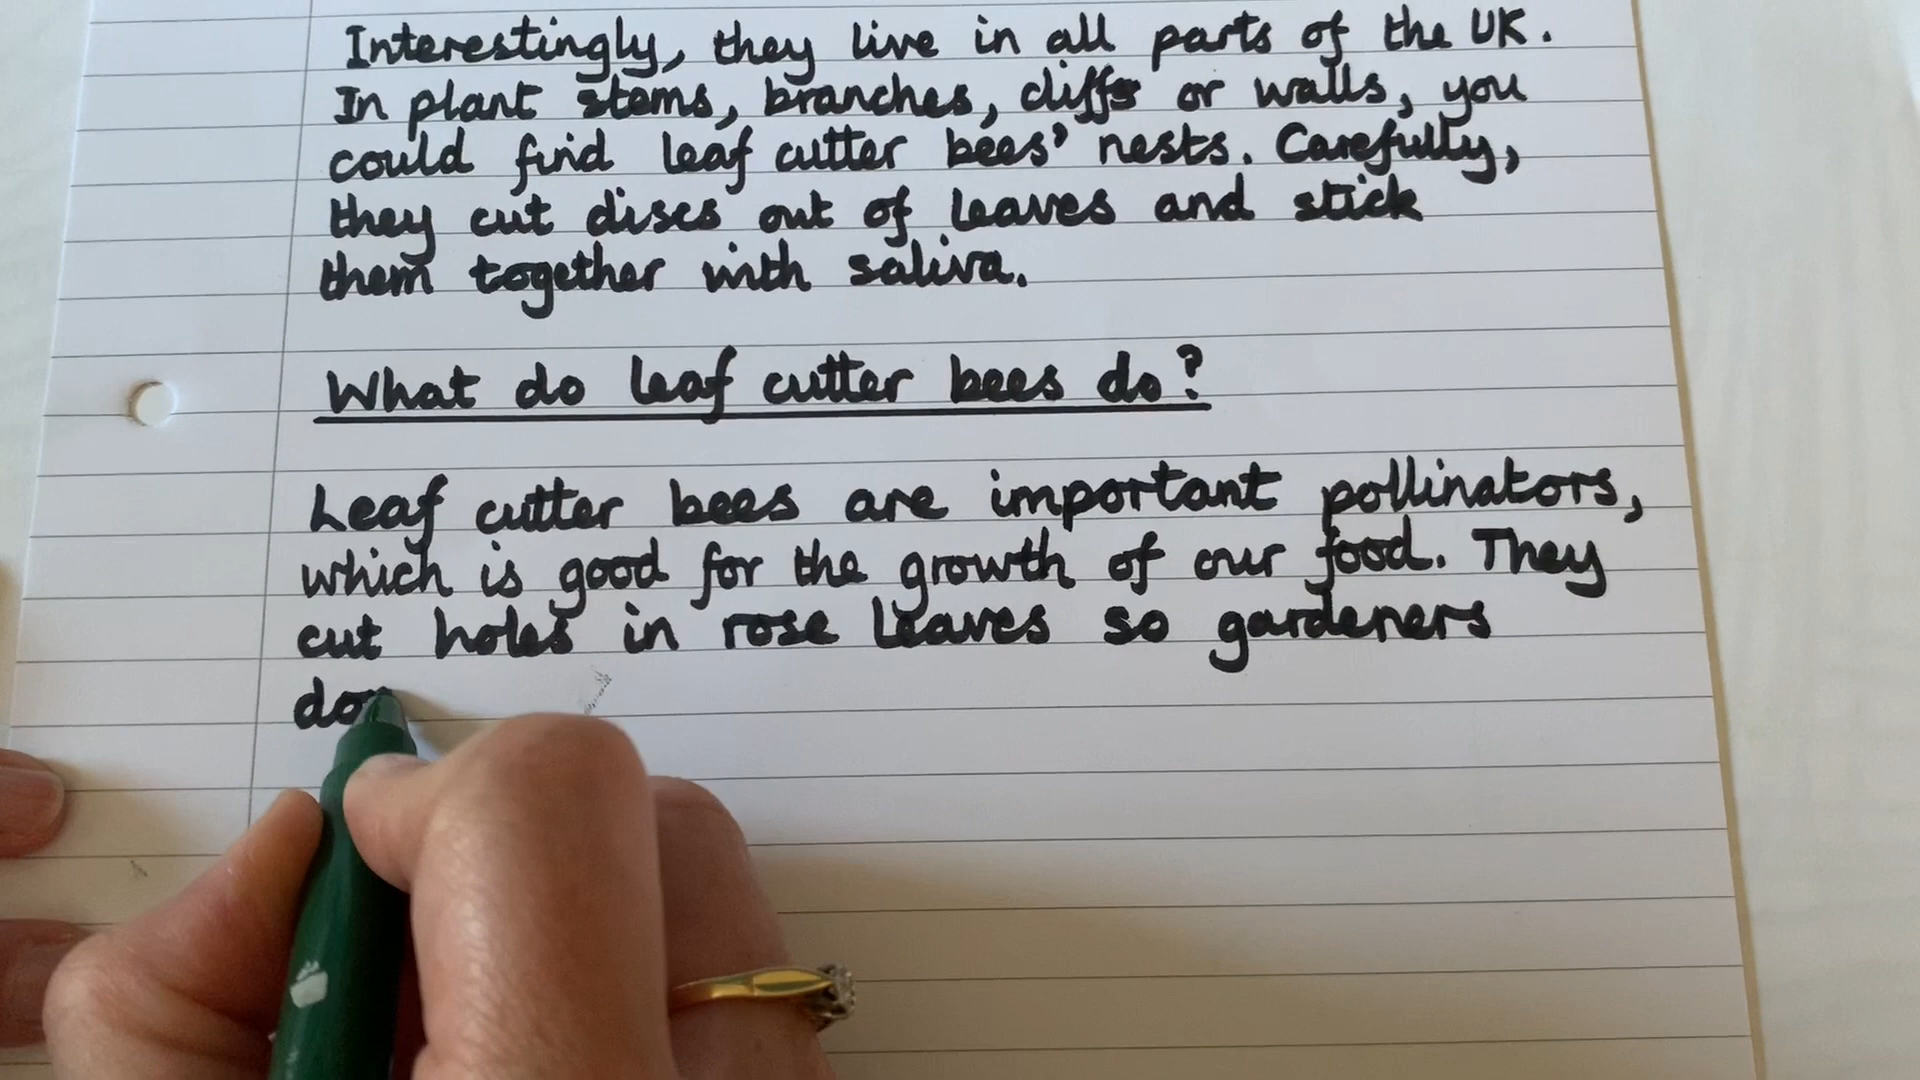 Interestingly, they live in all parts of the UK.
In plant stems, branches, cliffs or walls, you
could find leaf cutter bees' nests. Carefully,
they cut discs out of leaves and stick
them together with saliva.
What do leaf cutter bees do?
Leaf cutter bees are important pollinators,
which is good for the growth of our food. They
cut holes in rose leaves so gardeners